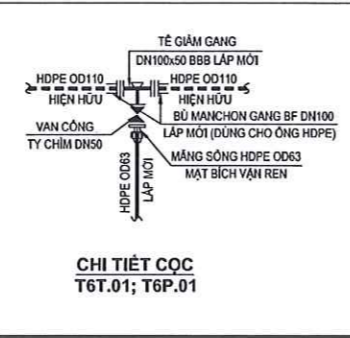 TÊ GIẢM GANG
DN100x50 BBB LẮP MỚI
HDPE OD110
HDPE OD110
HIỆN HỮU
HIỆN HỮU
BÙ MANCHON GANG BF DN100
LẮP MỚI (DÙNG CHO ỐNG HDPE)
VAN CỔNG
TY CHÌM DN50
MĂNG SÔNG HDPE OD63
MẶT BÍCH VẶN REN
HDPE OD63
LẮP MỚI
CHI TIẾT CỌC
T6T.01; T6P.01